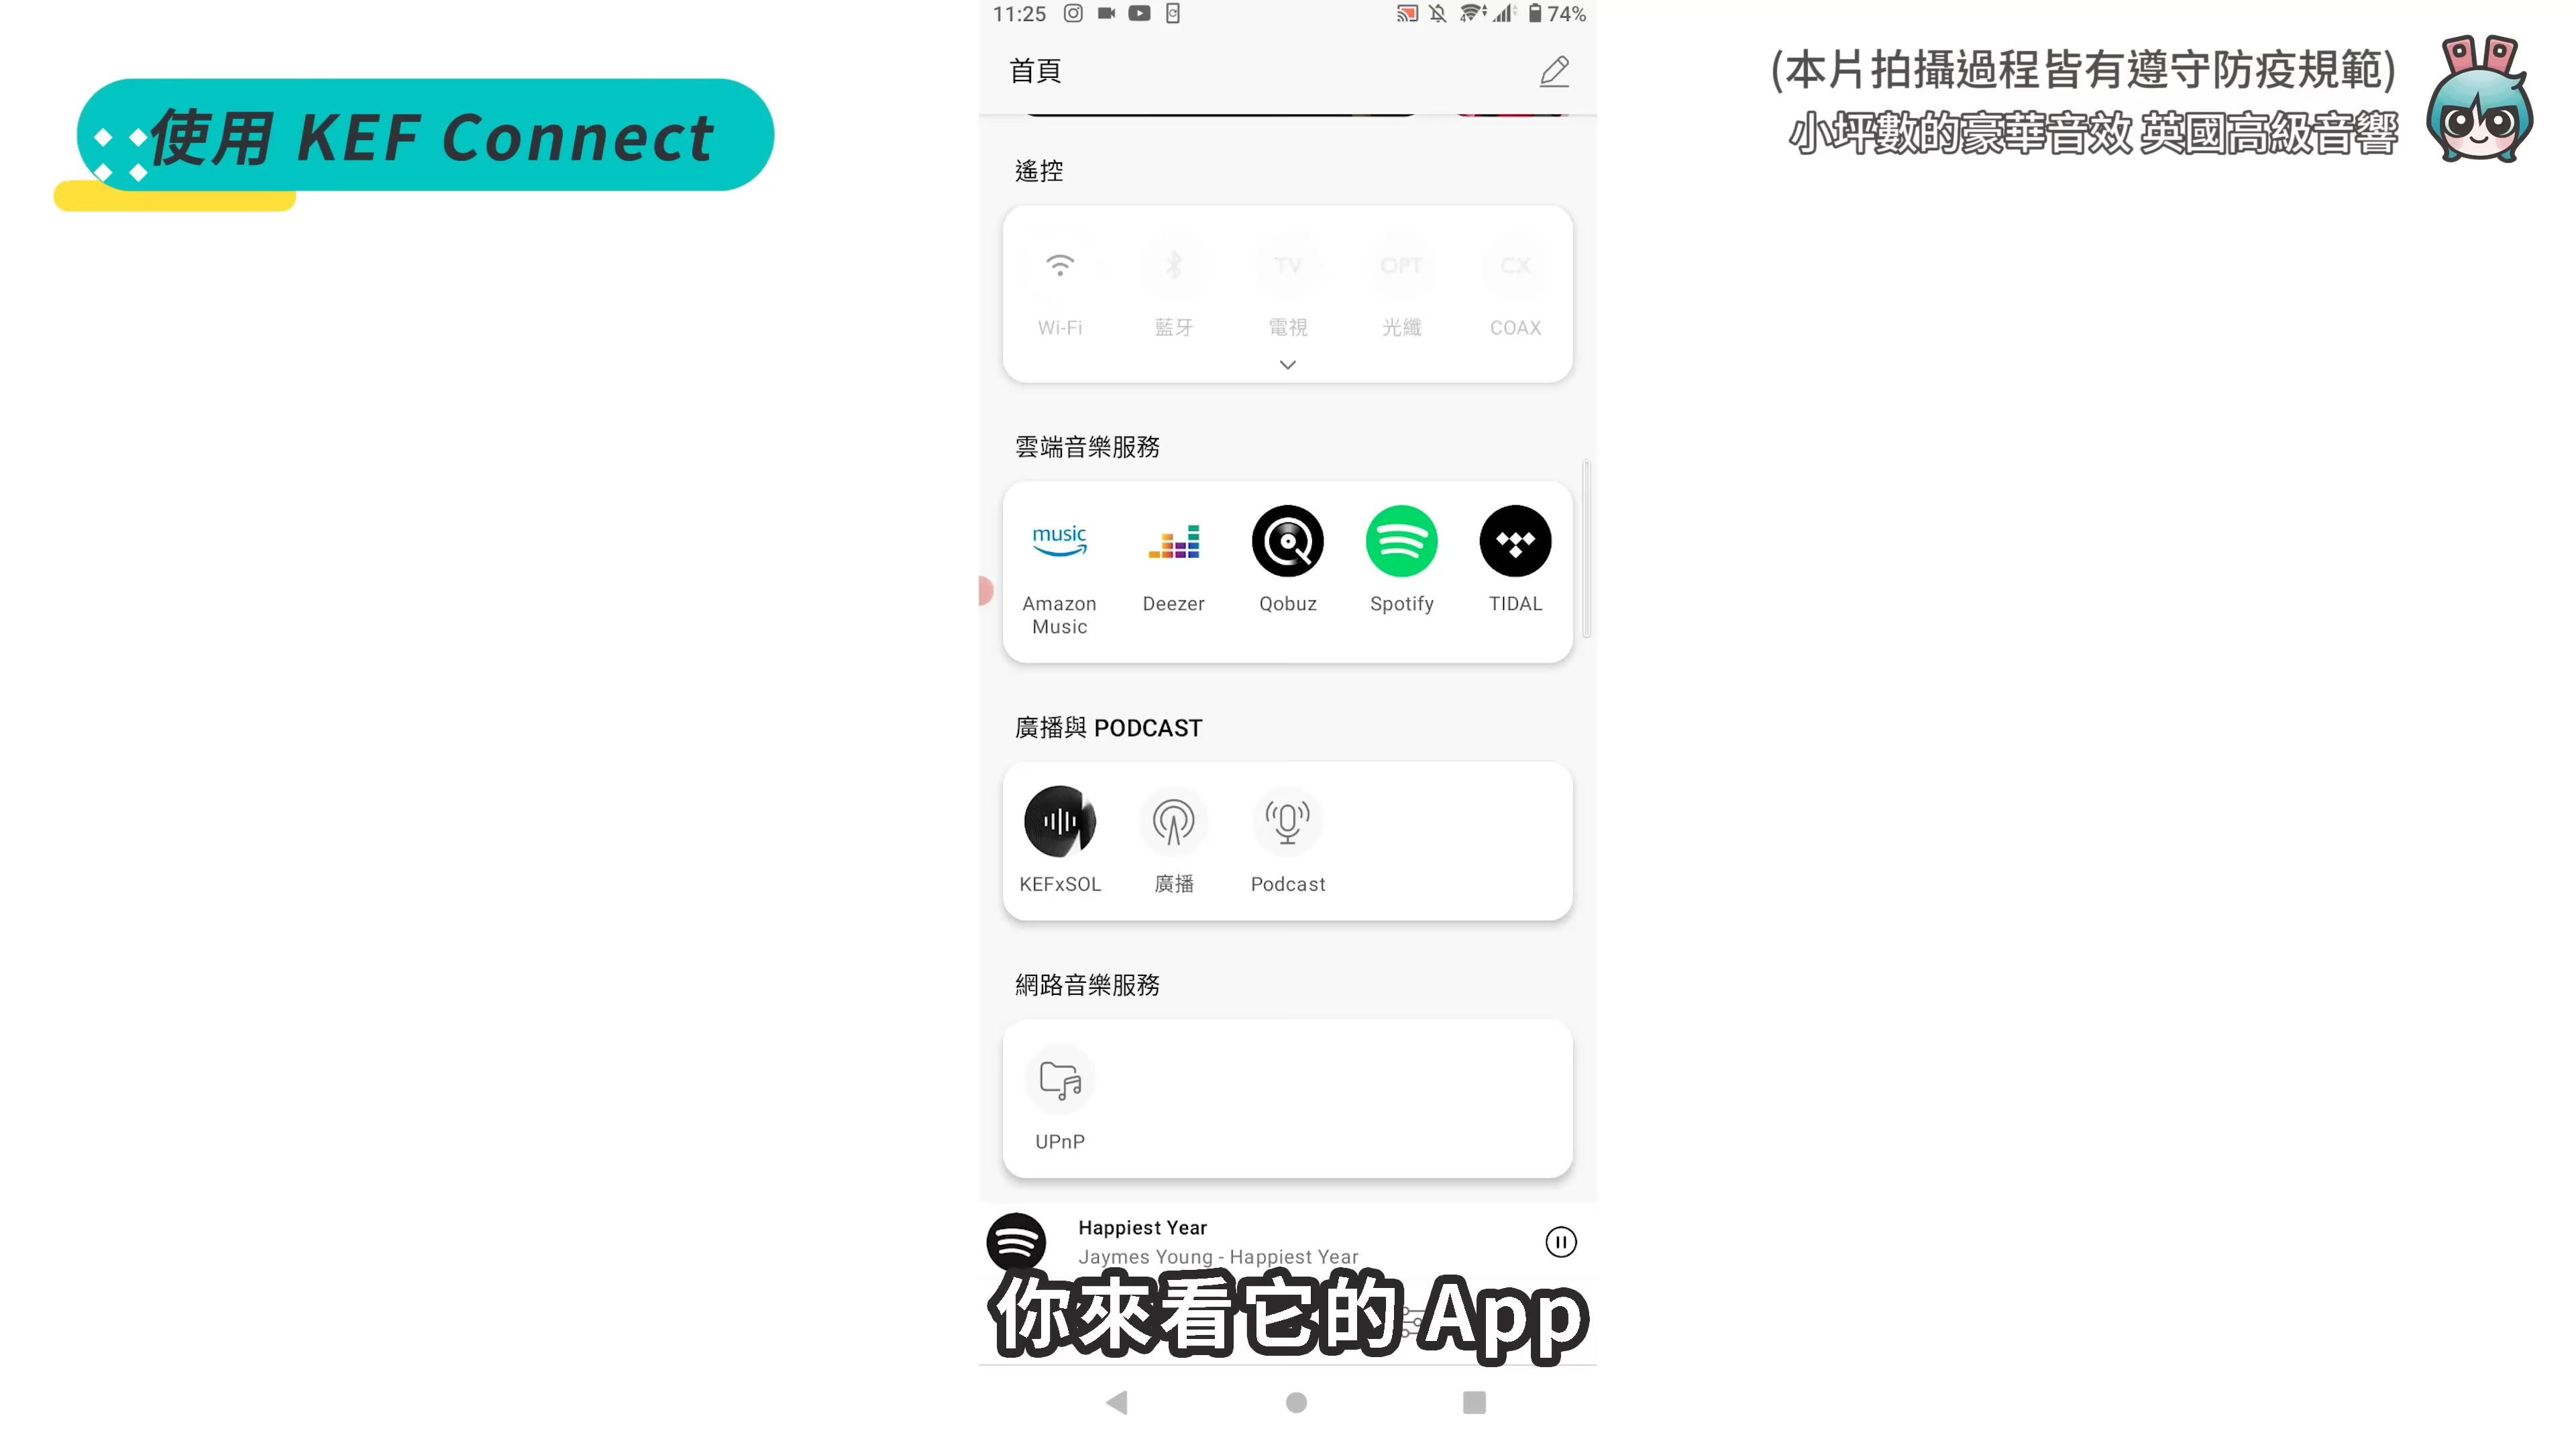 使用 KEF Connect
(本片拍攝過程皆有遵守防疫規範)
小坪數的豪華音效 英國高級音響
11:25
74%
首頁
遙控
TV
OPT
CX
Wi-Fi
藍牙
電視
光纖
COAX
雲端音樂服務
music
Amazon Music
Deezer
Qobuz
Spotify
TIDAL
廣播與 PODCAST
KEFxSOL
廣播
Podcast
網路音樂服務
UPnP
Happiest Year
Jaymes Young - Happiest Year
你來看它的 App